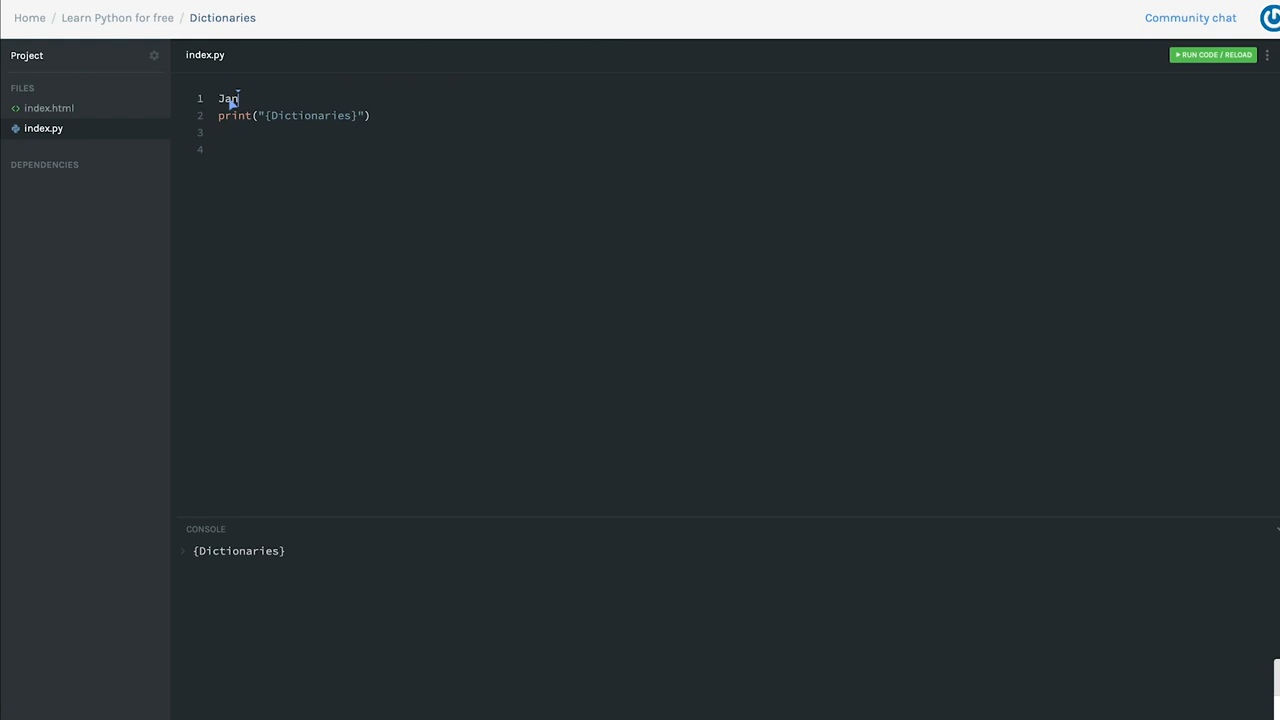 Home / Learn Python for free / Dictionaries
Community chat
Project
index.py
RUN CODE / RELOAD
FILES
index.html
index.py
DEPENDENCIES
1 Jan
2 print("{Dictionaries}")
3
4
CONSOLE
{Dictionaries}